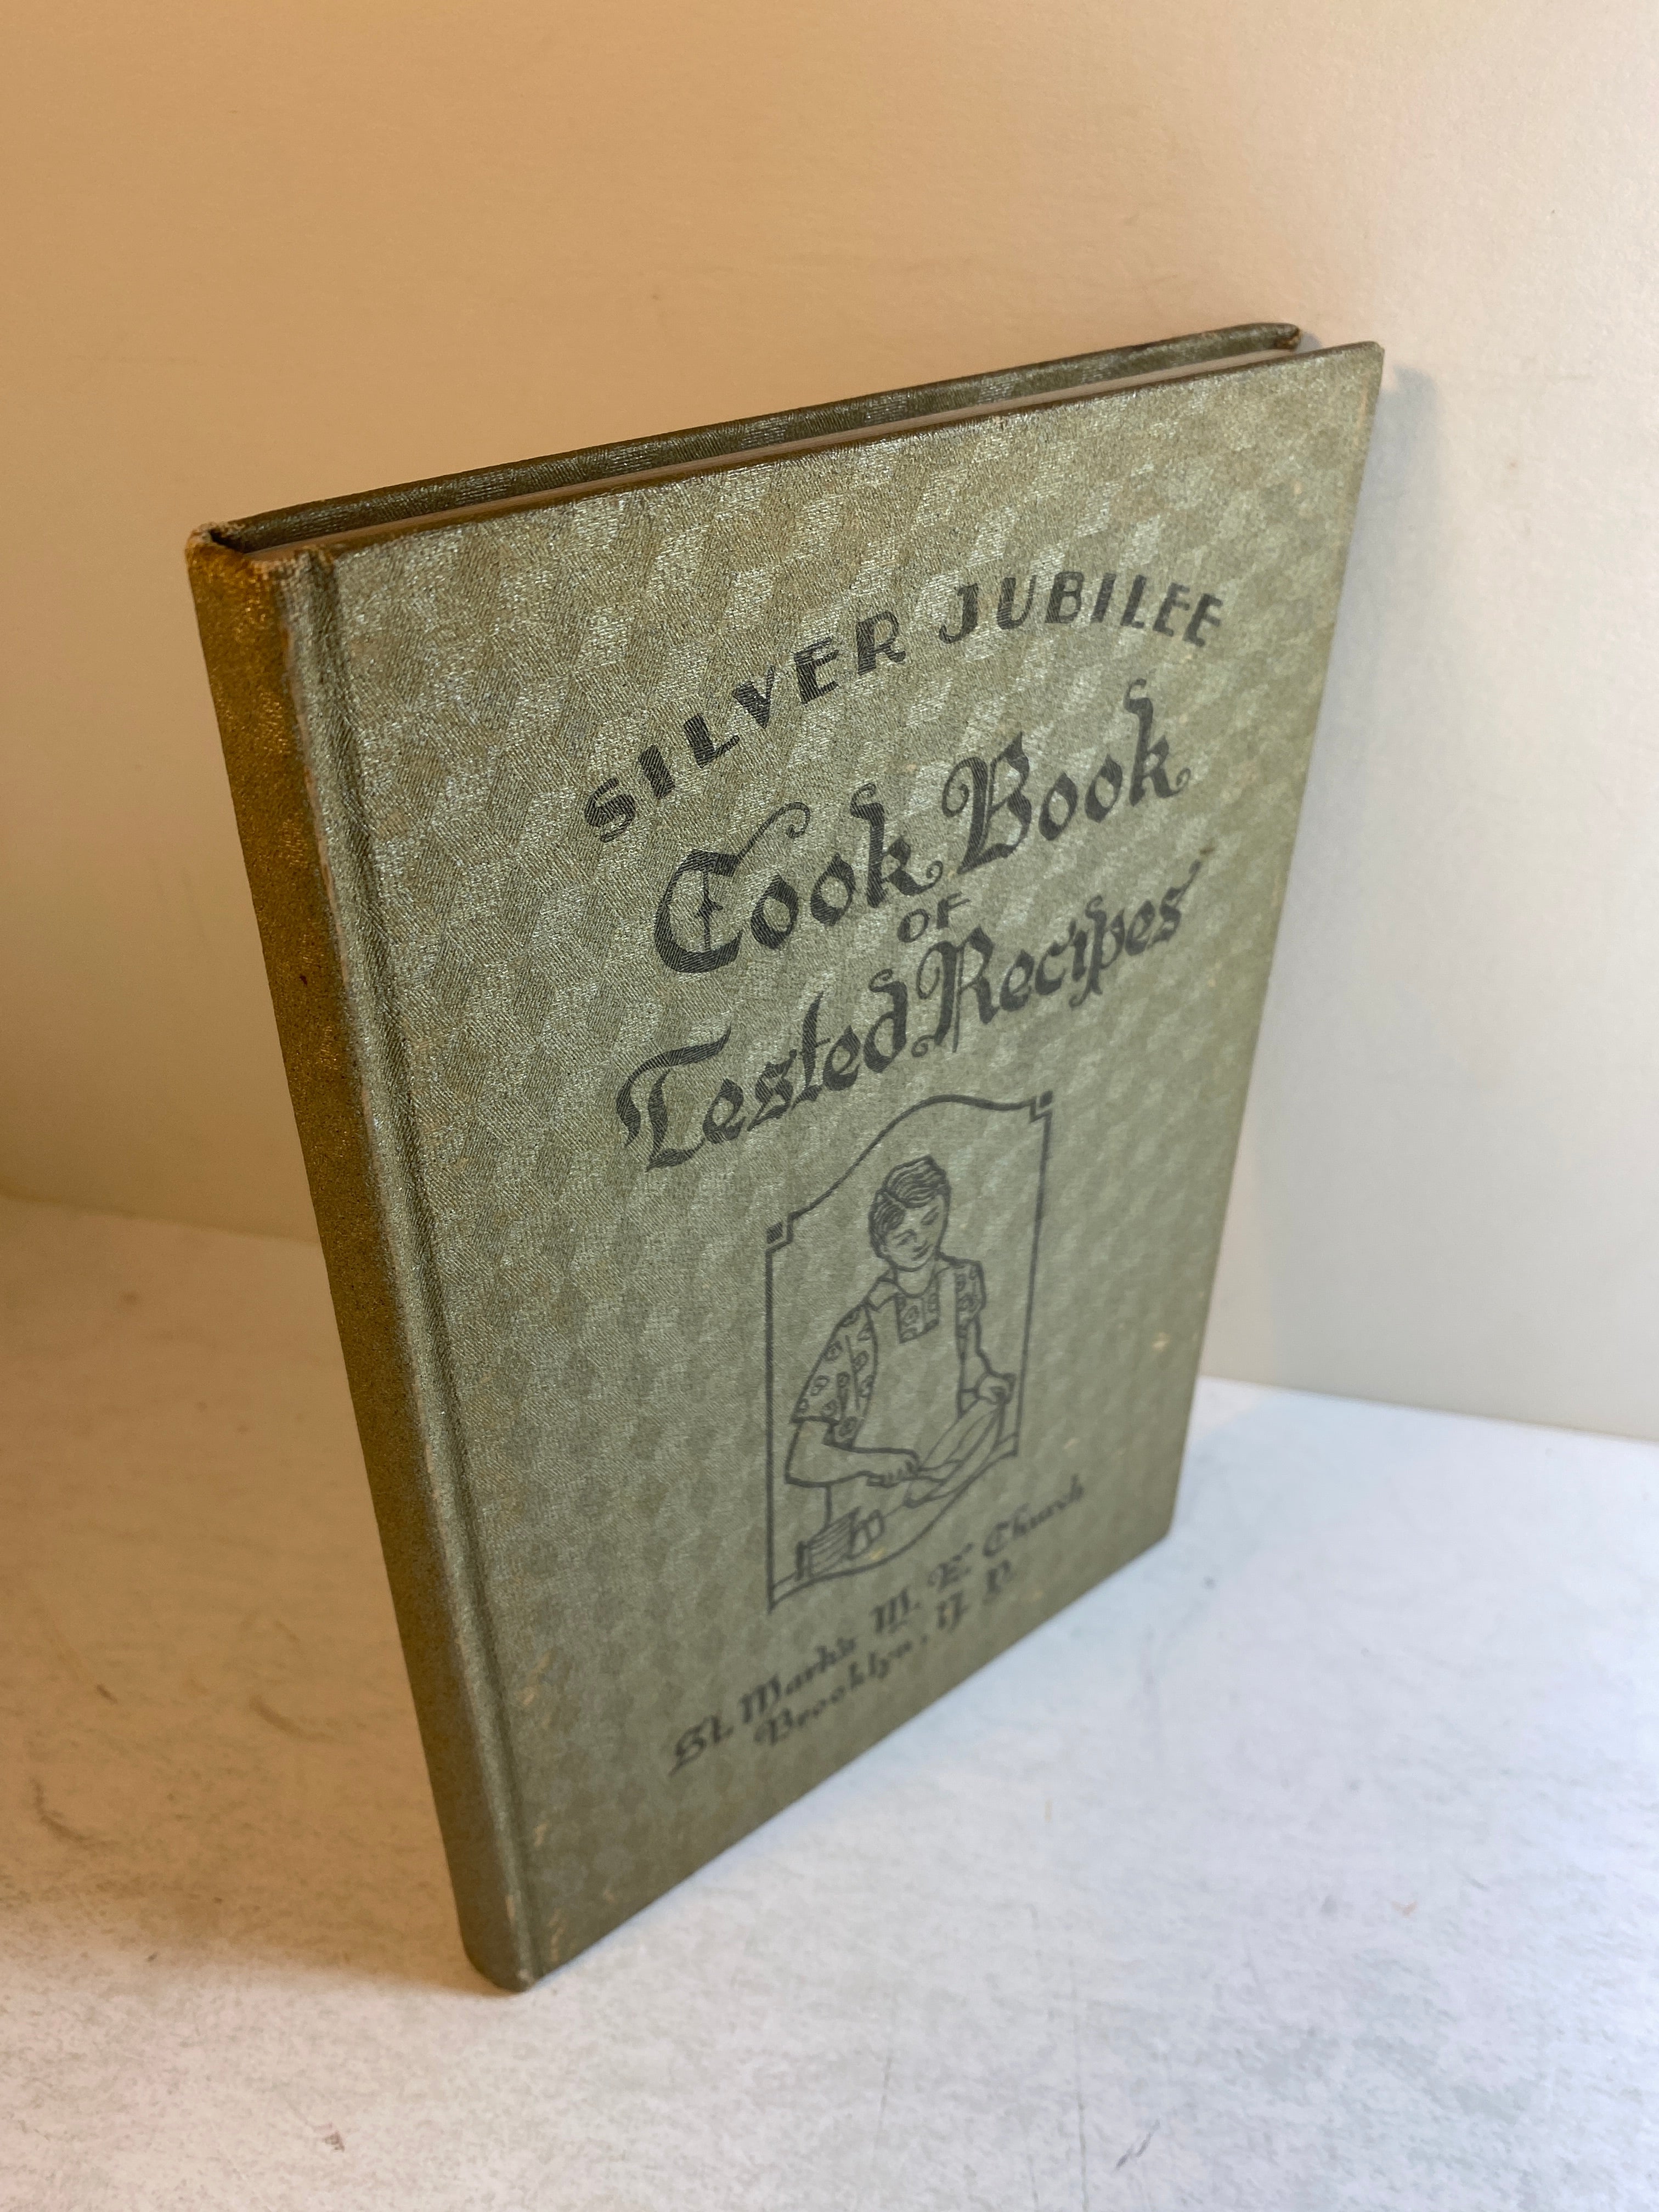 SILVER JUBILEE
Cook Book
OF
Tested Recipes
St. Mark's M. E. Church
Brooklyn, N. Y.